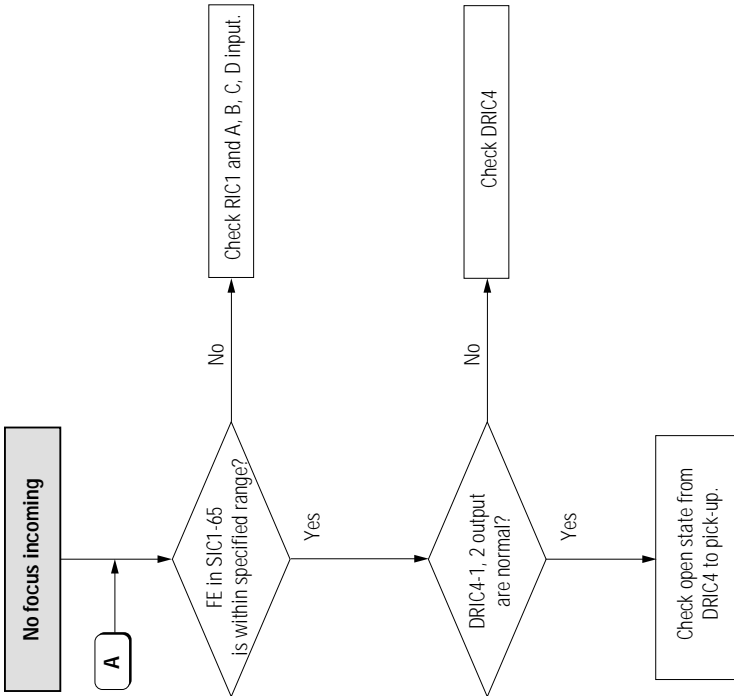 No focus incoming
A
FE in SIC1-65
is within specified range?
No
Check RIC1 and A, B, C, D input.
Yes
DRIC4-1, 2 output
are normal?
No
Check DRIC4
Yes
Check open state from
DRIC4 to pick-up.